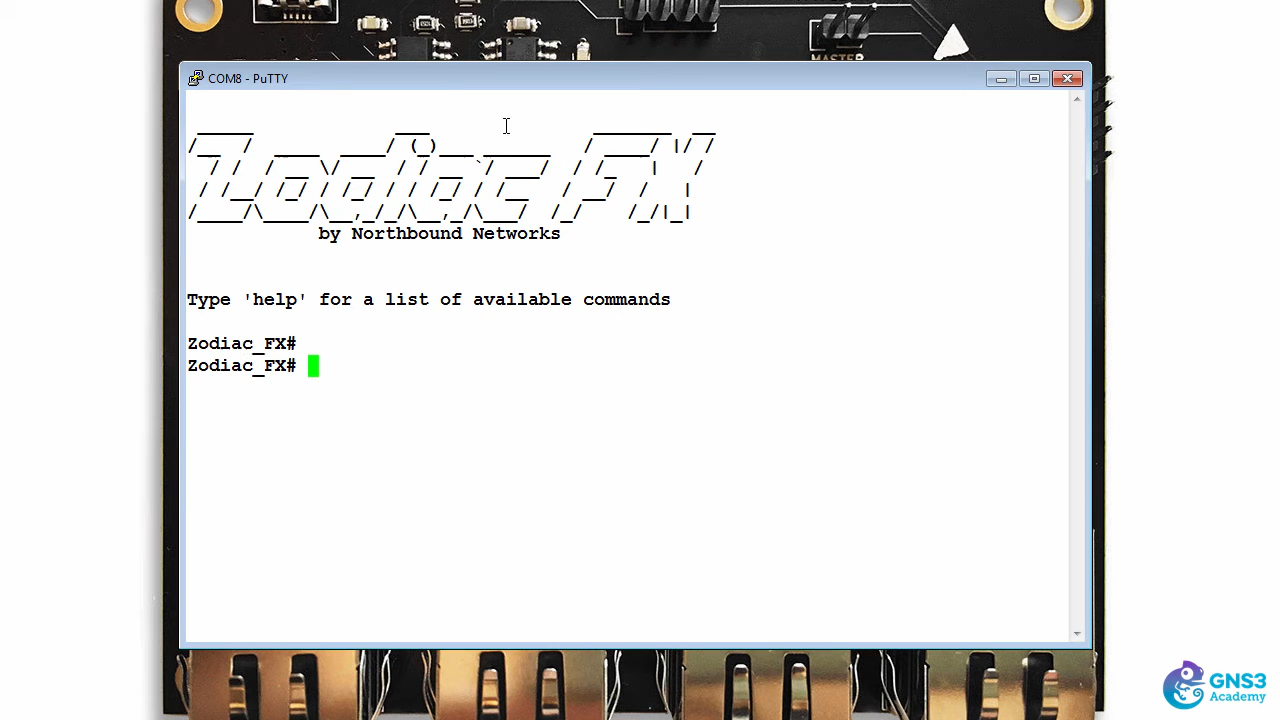 MASTER
COM8 - PuTTY
Zodiac FX
by Northbound Networks
Type 'help' for a list of available commands
Zodiac_FX#
Zodiac_FX#
GNS3
Academy